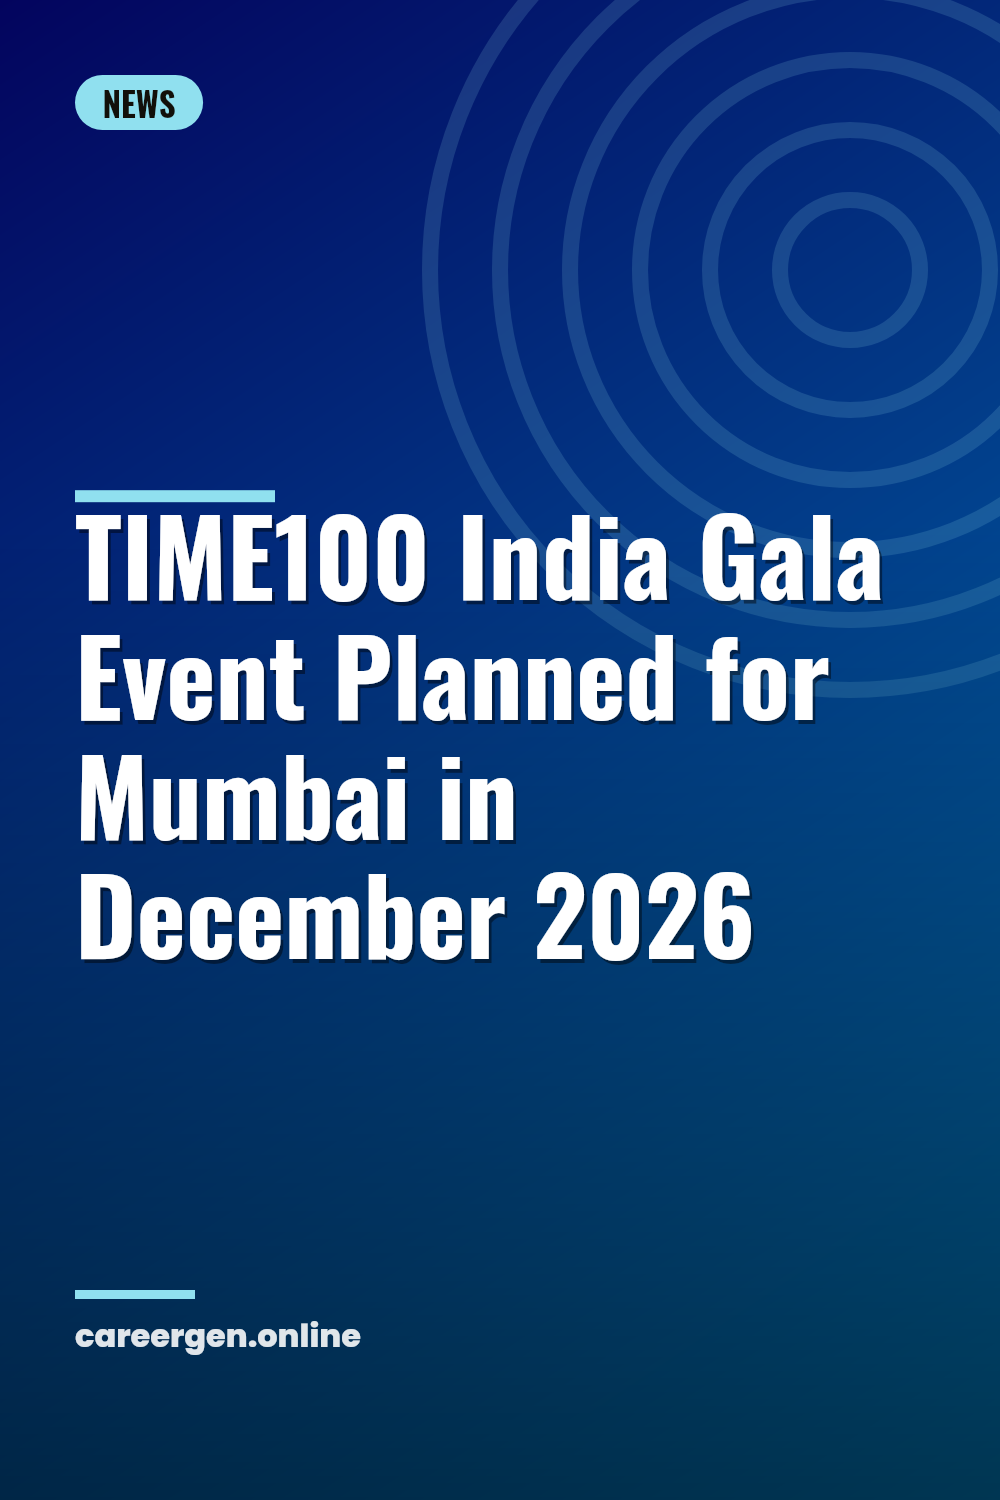 NEWS
TIME100 India Gala
Event Planned for
Mumbai in
December 2026
careergen.online